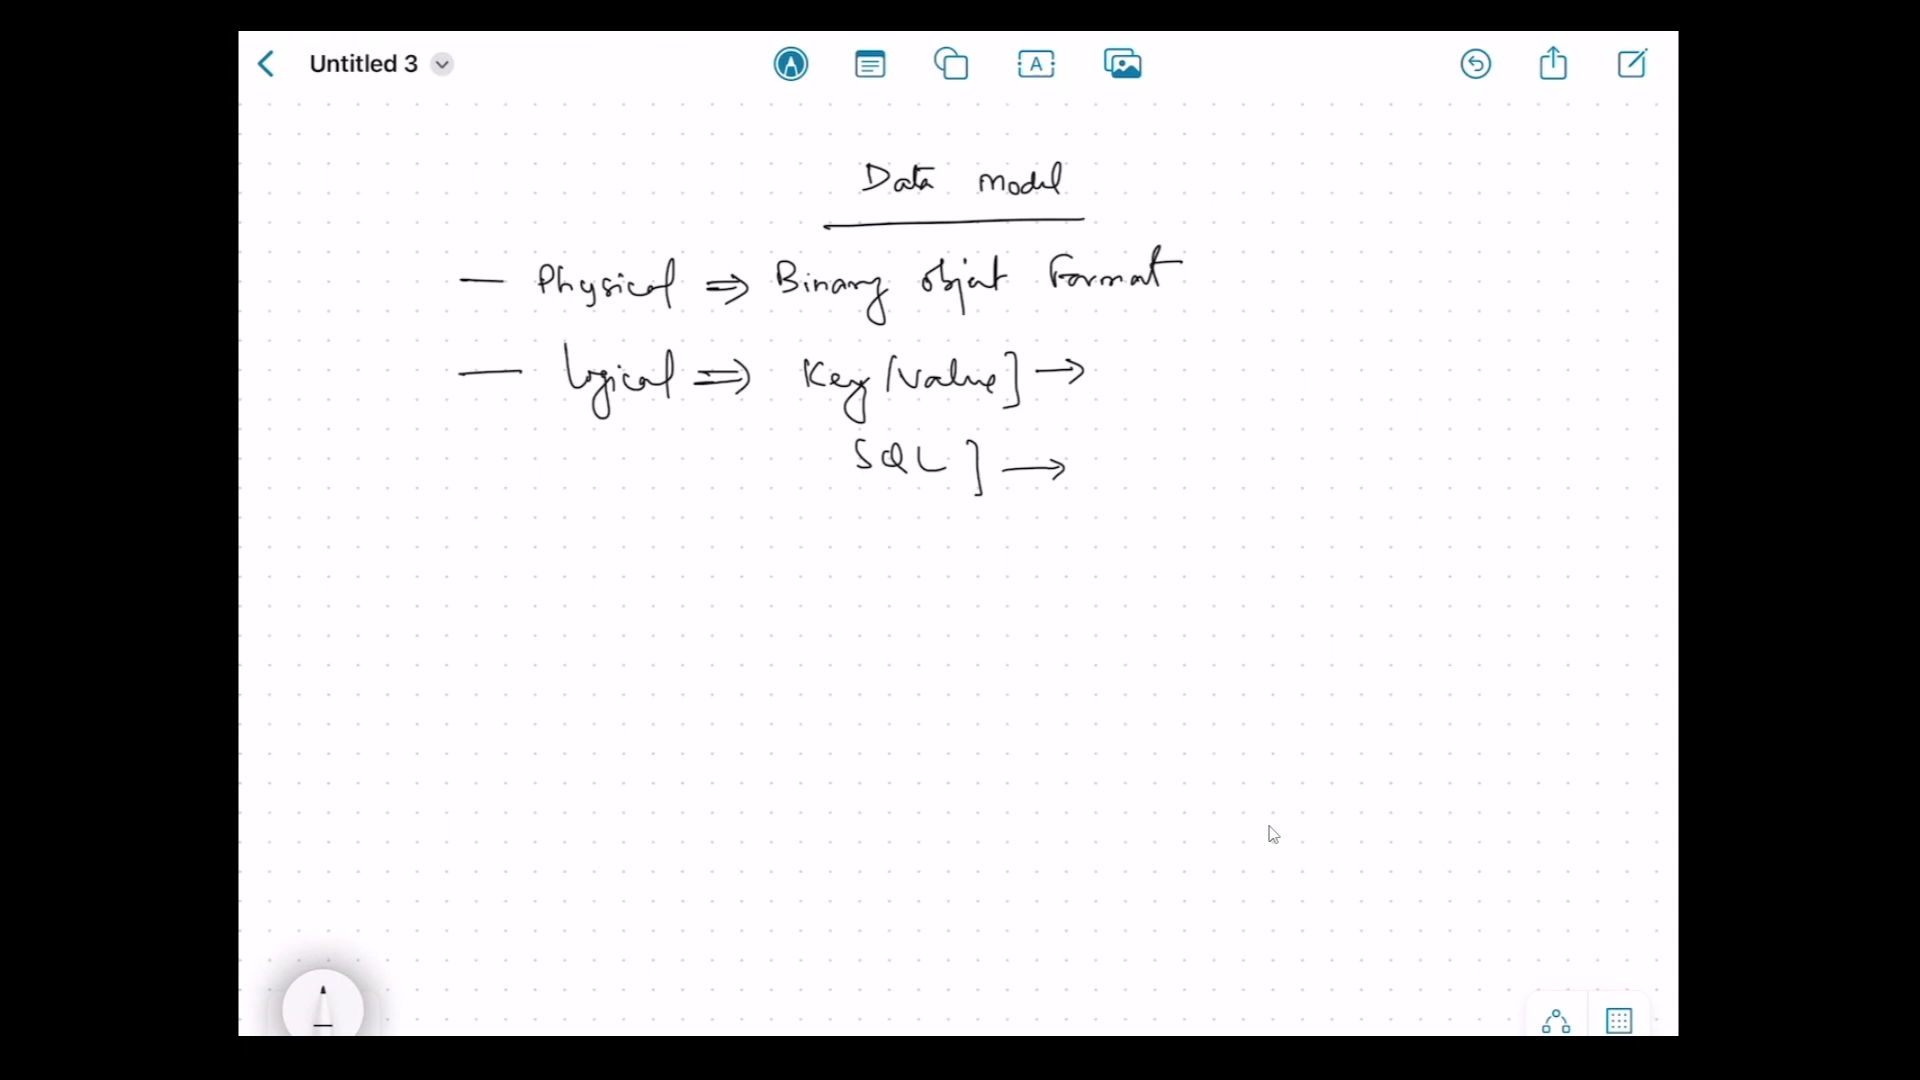 Untitled 3
A
Data Model
— Physical ⇒ Binary object Format
— Logical ⇒ Key/Value] →
SQL] →